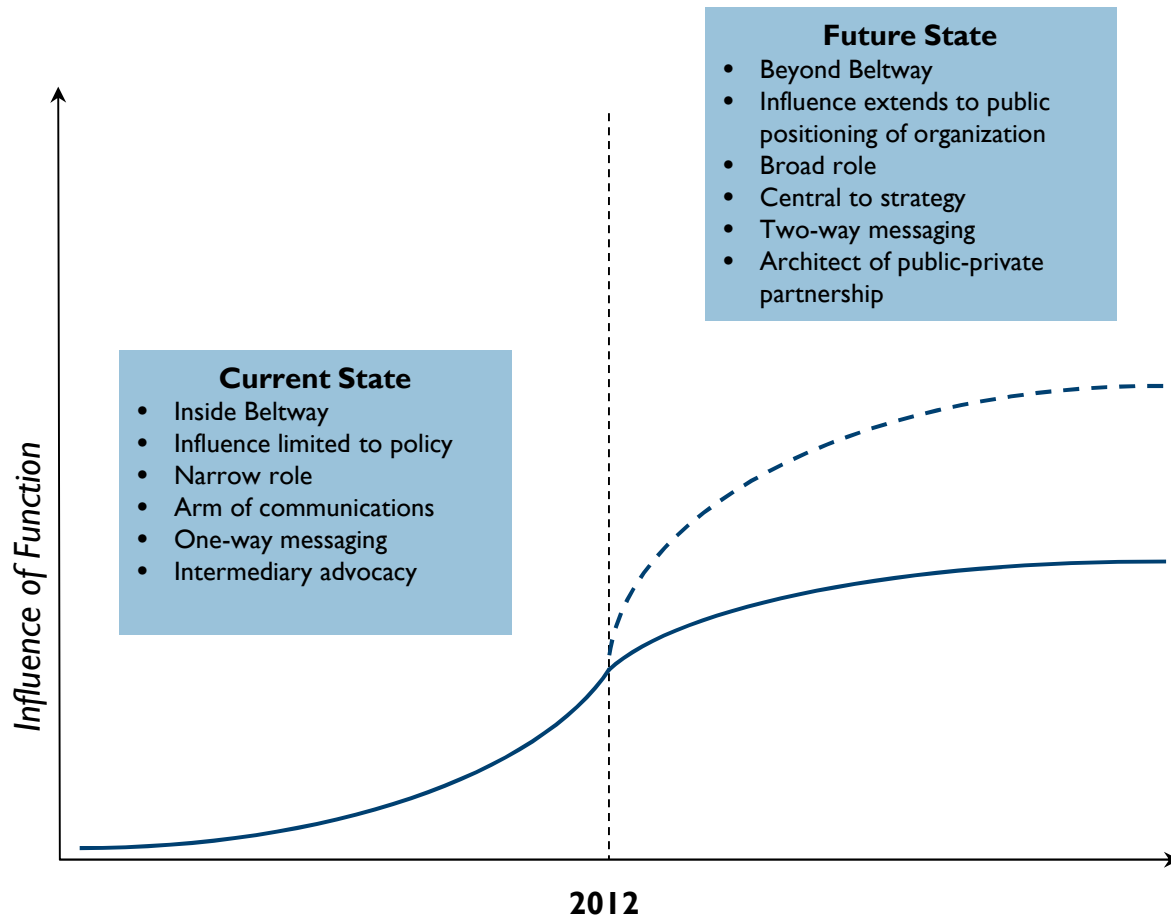 Future State
• Beyond Beltway
• Influence extends to public
positioning of organization
• Broad role
• Central to strategy
• Two-way messaging
• Architect of public-private
partnership
Current State
• Inside Beltway
• Influence limited to policy
• Narrow role
• Arm of communications
• One-way messaging
• Intermediary advocacy
Influence of Function
2012